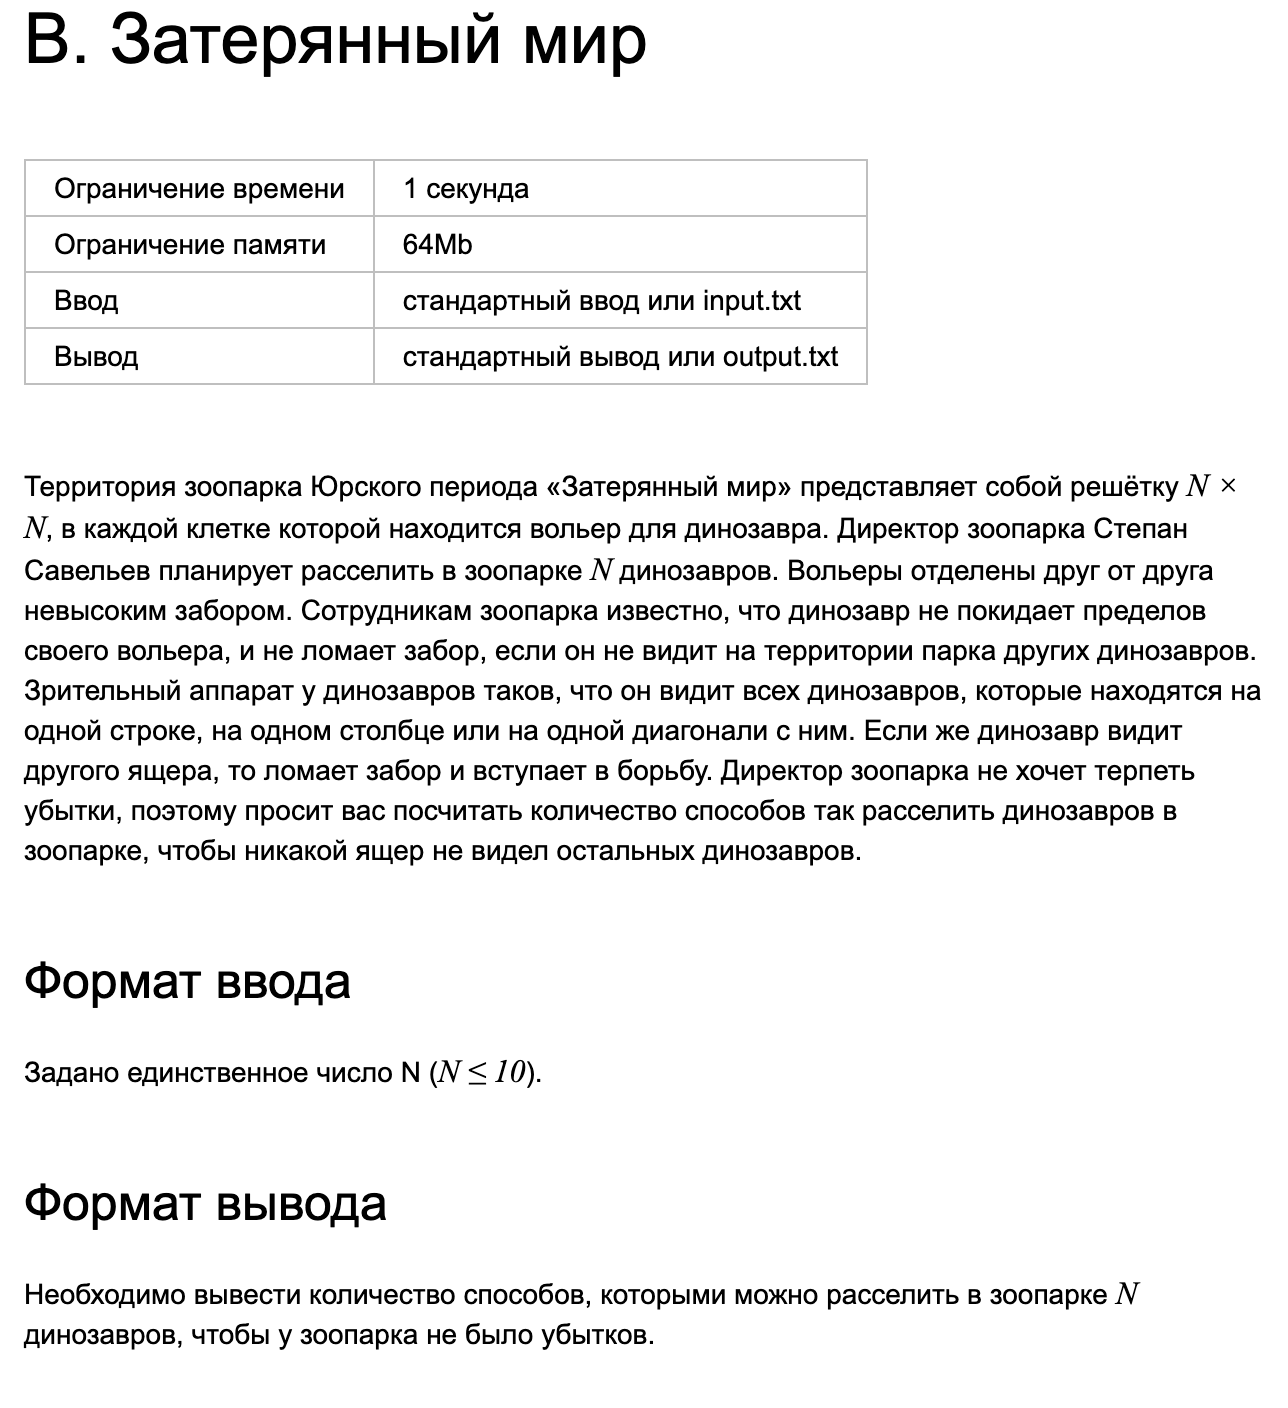 В. Затерянный мир
Ограничение времени 1 секунда
Ограничение памяти 64Mb
Ввод стандартный ввод или input.txt
Вывод стандартный вывод или output.txt
Территория зоопарка Юрского периода «Затерянный мир» представляет собой решётку N ×
N, в каждой клетке которой находится вольер для динозавра. Директор зоопарка Степан
Савельев планирует расселить в зоопарке N динозавров. Вольеры отделены друг от друга
невысоким забором. Сотрудникам зоопарка известно, что динозавр не покидает пределов
своего вольера, и не ломает забор, если он не видит на территории парка других динозавров.
Зрительный аппарат у динозавров таков, что он видит всех динозавров, которые находятся на
одной строке, на одном столбце или на одной диагонали с ним. Если же динозавр видит
другого ящера, то ломает забор и вступает в борьбу. Директор зоопарка не хочет терпеть
убытки, поэтому просит вас посчитать количество способов так расселить динозавров в
зоопарке, чтобы никакой ящер не видел остальных динозавров.
Формат ввода
Задано единственное число N (N ≤ 10).
Формат вывода
Необходимо вывести количество способов, которыми можно расселить в зоопарке N
динозавров, чтобы у зоопарка не было убытков.